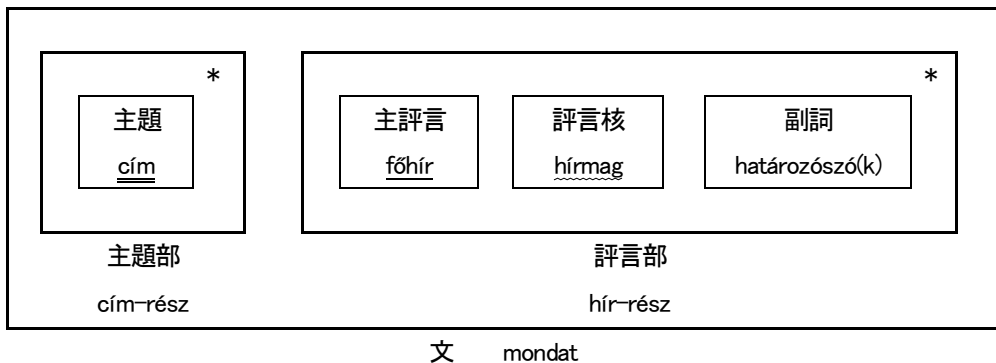 * *
主題 主評言 評言核 副詞
cím főhír hírmag határozószó(k)
主題部 評言部
cím-rész hír-rész
文 mondat